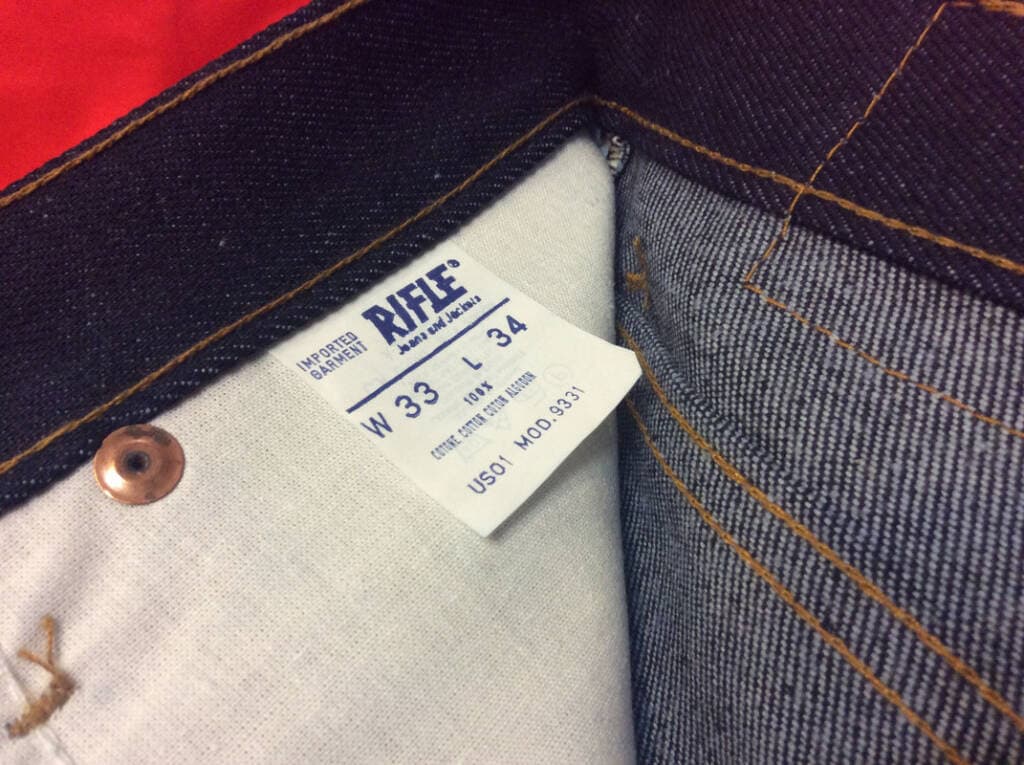 IMPORTED
GARMENT
RIFLE®
Jeans and Jackets
W 33 L 34
100%
COTONE COTTON COTON ALGODON
US01 MOD.9331